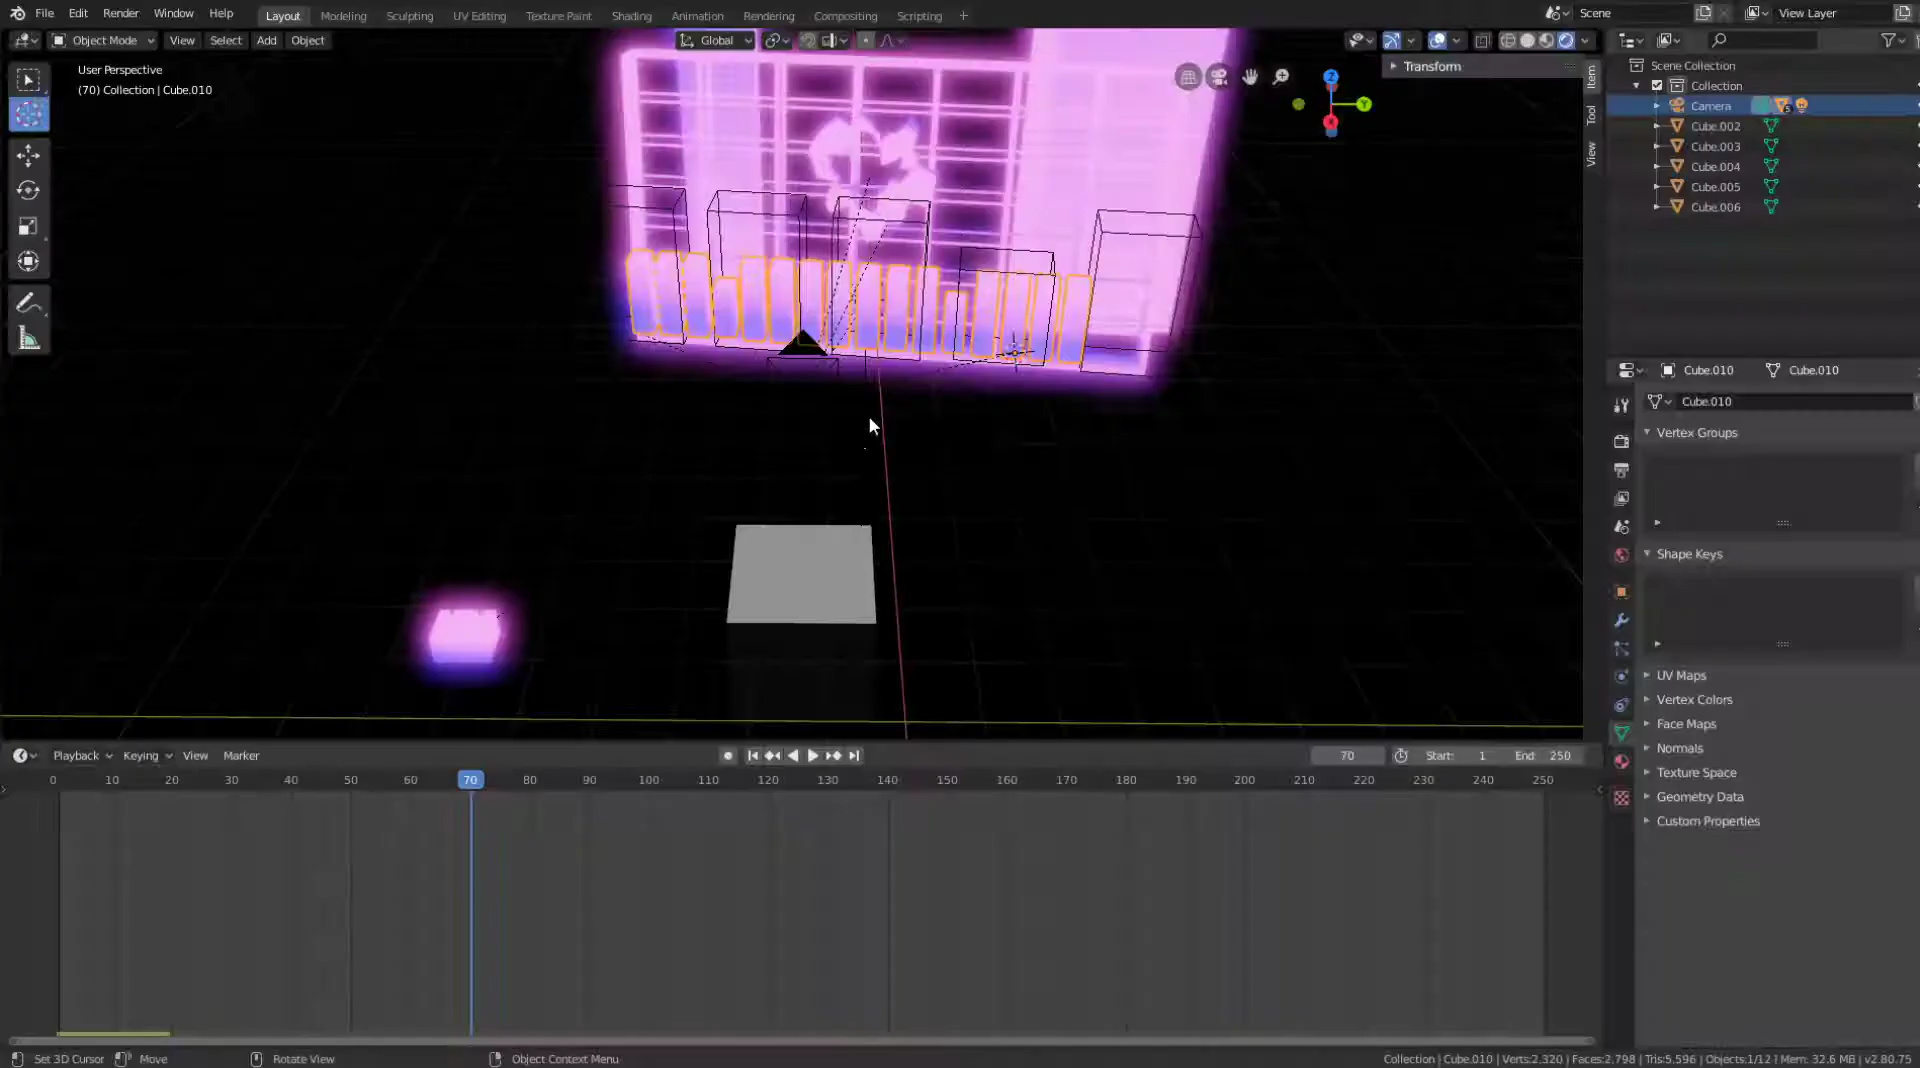 File Edit Render Window Help Layout Modeling Sculpting UV Editing Texture Paint Shading Animation Rendering Compositing Scripting + Scene View Layer
Object Mode View Select Add Object Global
User Perspective
(70) Collection | Cube.010
Transform
Item
Tool
View
Z
Y
X
Scene Collection
Collection
Camera 5
Cube.002
Cube.003
Cube.004
Cube.005
Cube.006
Cube.010 Cube.010
Cube.010
Vertex Groups
Shape Keys
UV Maps
Vertex Colors
Face Maps
Normals
Texture Space
Geometry Data
Custom Properties
Playback Keying View Marker 70 Start: 1 End: 250
0 10 20 30 40 50 60 70 80 90 100 110 120 130 140 150 160 170 180 190 200 210 220 230 240 250
Set 3D Cursor Move Rotate View Object Context Menu Collection | Cube.010 | Verts:2.320 | Faces:2.798 | Tris:5.596 | Objects:1/12 | Mem: 32.6 MB | v2.80.75